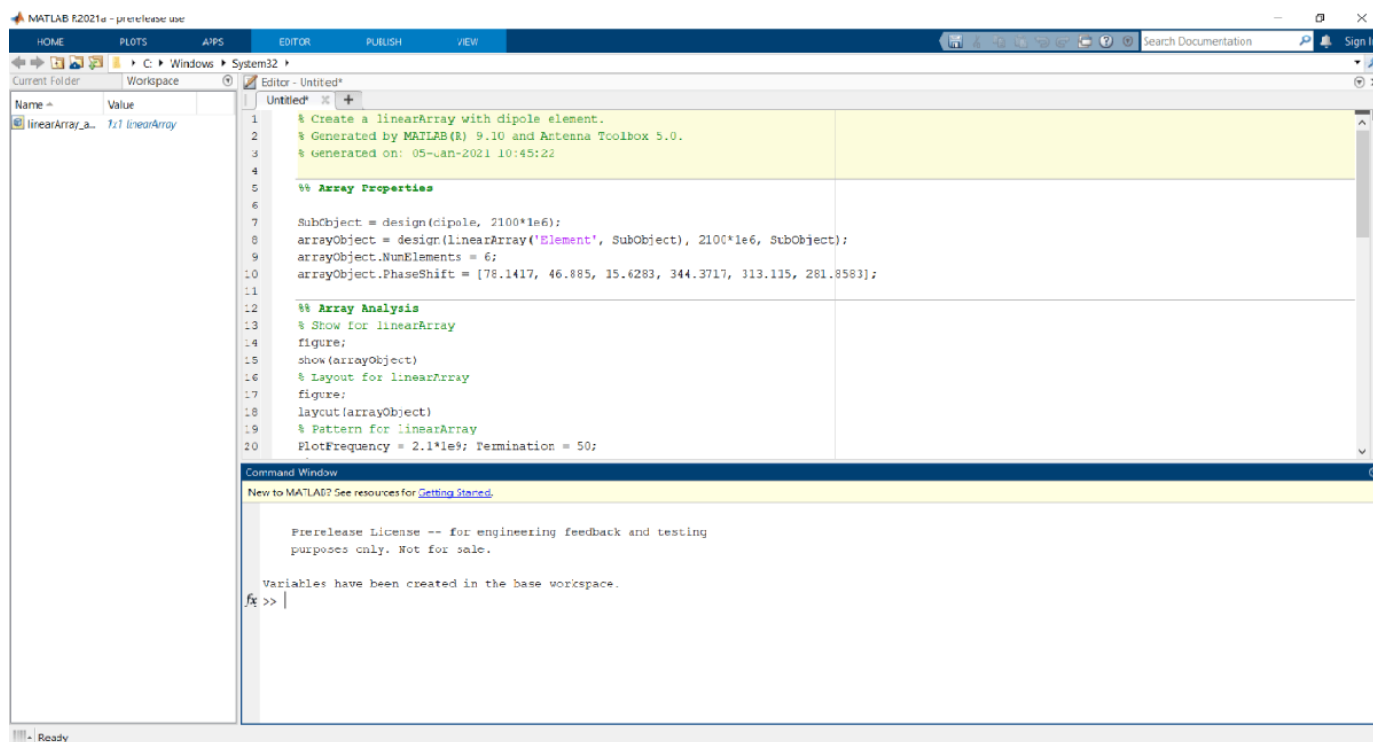 MATLAB R2021a - prerelease use
HOME PLOTS APPS EDITOR PUBLISH VIEW Search Documentation Sign In
C: Windows System32
Current Folder Workspace Editor - Untitled*
Name Value Untitled*
linearArray_a... 1x1 linearArray
1 % Create a linearArray with dipole element.
2 % Generated by MATLAB(R) 9.10 and Antenna Toolbox 5.0.
3 % Generated on: 05-Jan-2021 10:45:22
4
5 %% Array Properties
6
7 SubObject = design(dipole, 2100*1e6);
8 arrayObject = design(linearArray('Element', SubObject), 2100*1e6, SubObject);
9 arrayObject.NumElements = 6;
10 arrayObject.PhaseShift = [78.1417, 46.885, 15.6283, 344.3717, 313.115, 281.8583];
11
12 %% Array Analysis
13 % Show for linearArray
14 figure;
15 show(arrayObject)
16 % Layout for linearArray
17 figure;
18 layout(arrayObject)
19 % Pattern for linearArray
20 PlotFrequency = 2.1*1e9; Termination = 50;
Command Window
New to MATLAB? See resources for Getting Started.
Prerelease License -- for engineering feedback and testing
purposes only. Not for sale.
Variables have been created in the base workspace.
fx >>
Ready